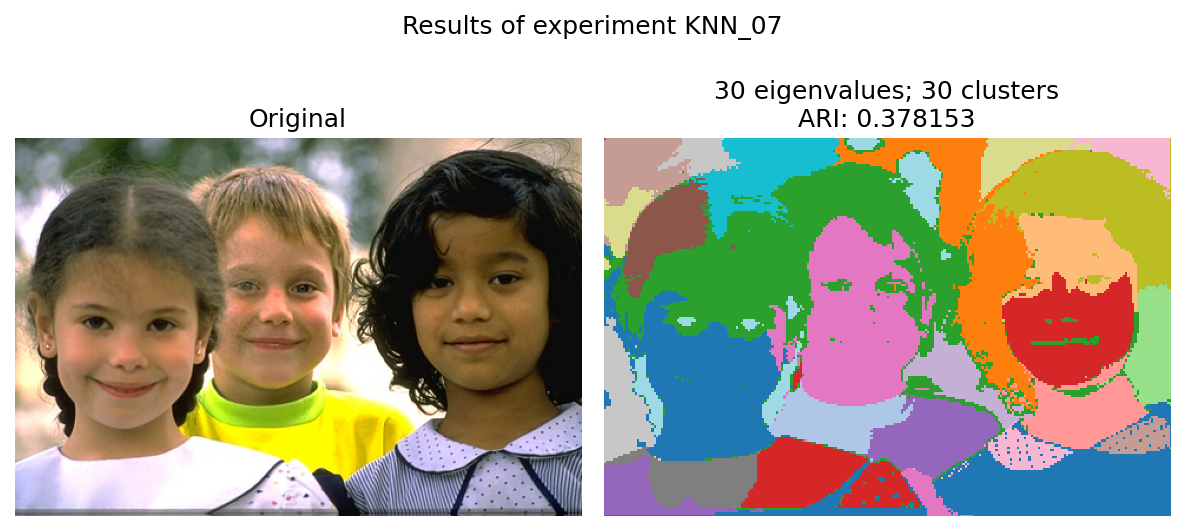 Results of experiment KNN_07
Original
30 eigenvalues; 30 clusters
ARI: 0.378153